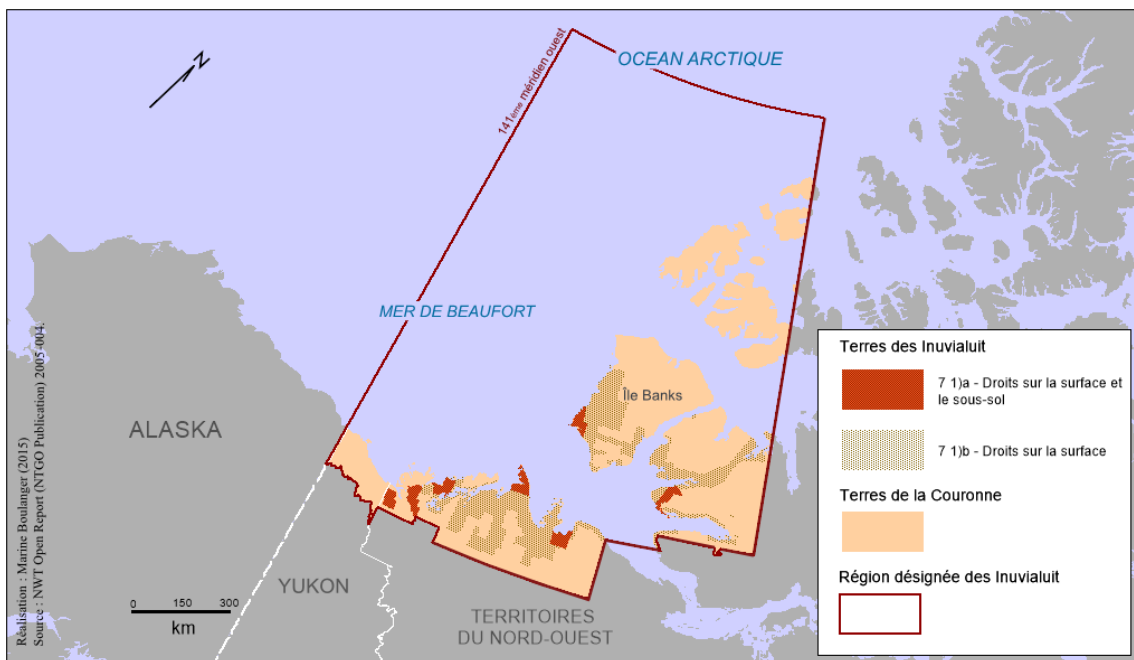 N
141ème méridien ouest
OCEAN ARCTIQUE
MER DE BEAUFORT
Île Banks
ALASKA
YUKON
TERRITOIRES
DU NORD-OUEST
0 150 300
km
Réalisation : Marine Boulanger (2015)
Source : NWT Open Report (NTGO Publication) 2005-004.
Terres des Inuvialuit
7 1)a - Droits sur la surface et
le sous-sol
7 1)b - Droits sur la surface
Terres de la Couronne
Région désignée des Inuvialuit